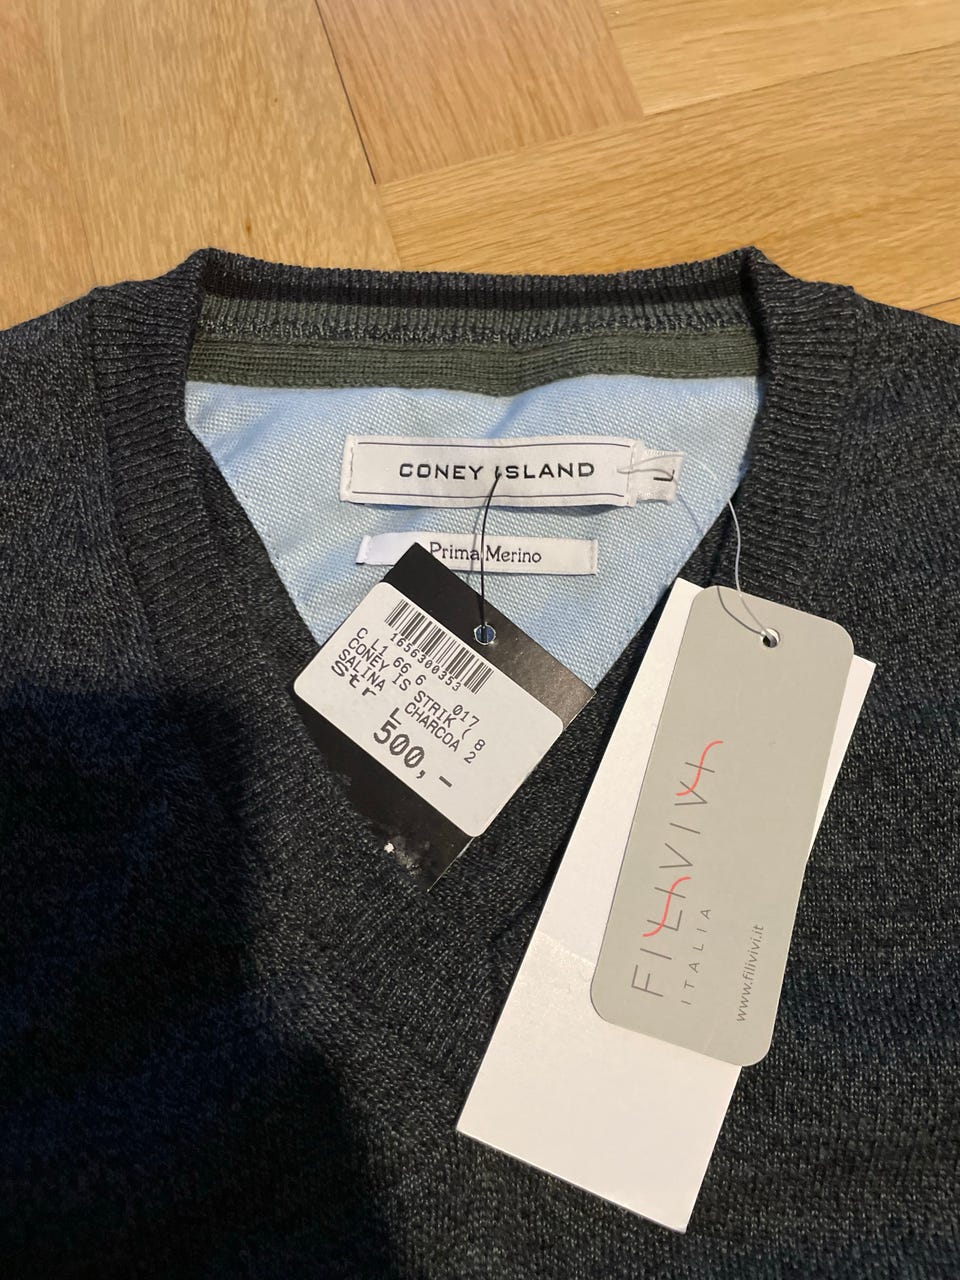 CONEY ISLAND
L
Prima Merino
1656300353
C L1 66 6 017
CONEY IS STRIK ( 8
SALINA CHARCOA 2
Str L
500,-
FILIVIVI
ITALIA
www.filivivi.it